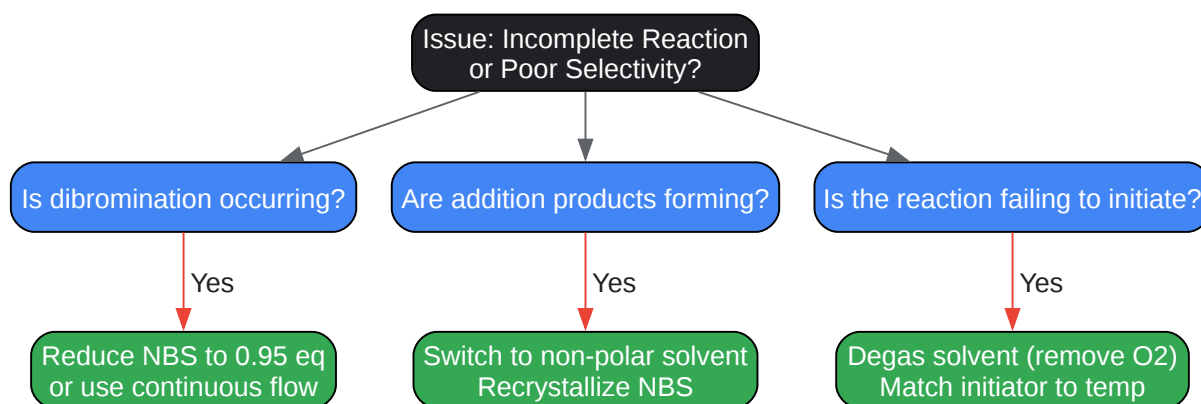 Issue: Incomplete Reaction
or Poor Selectivity?
Is dibromination occurring?
Are addition products forming?
Is the reaction failing to initiate?
Yes
Yes
Yes
Reduce NBS to 0.95 eq
or use continuous flow
Switch to non-polar solvent
Recrystallize NBS
Degas solvent (remove O2)
Match initiator to temp